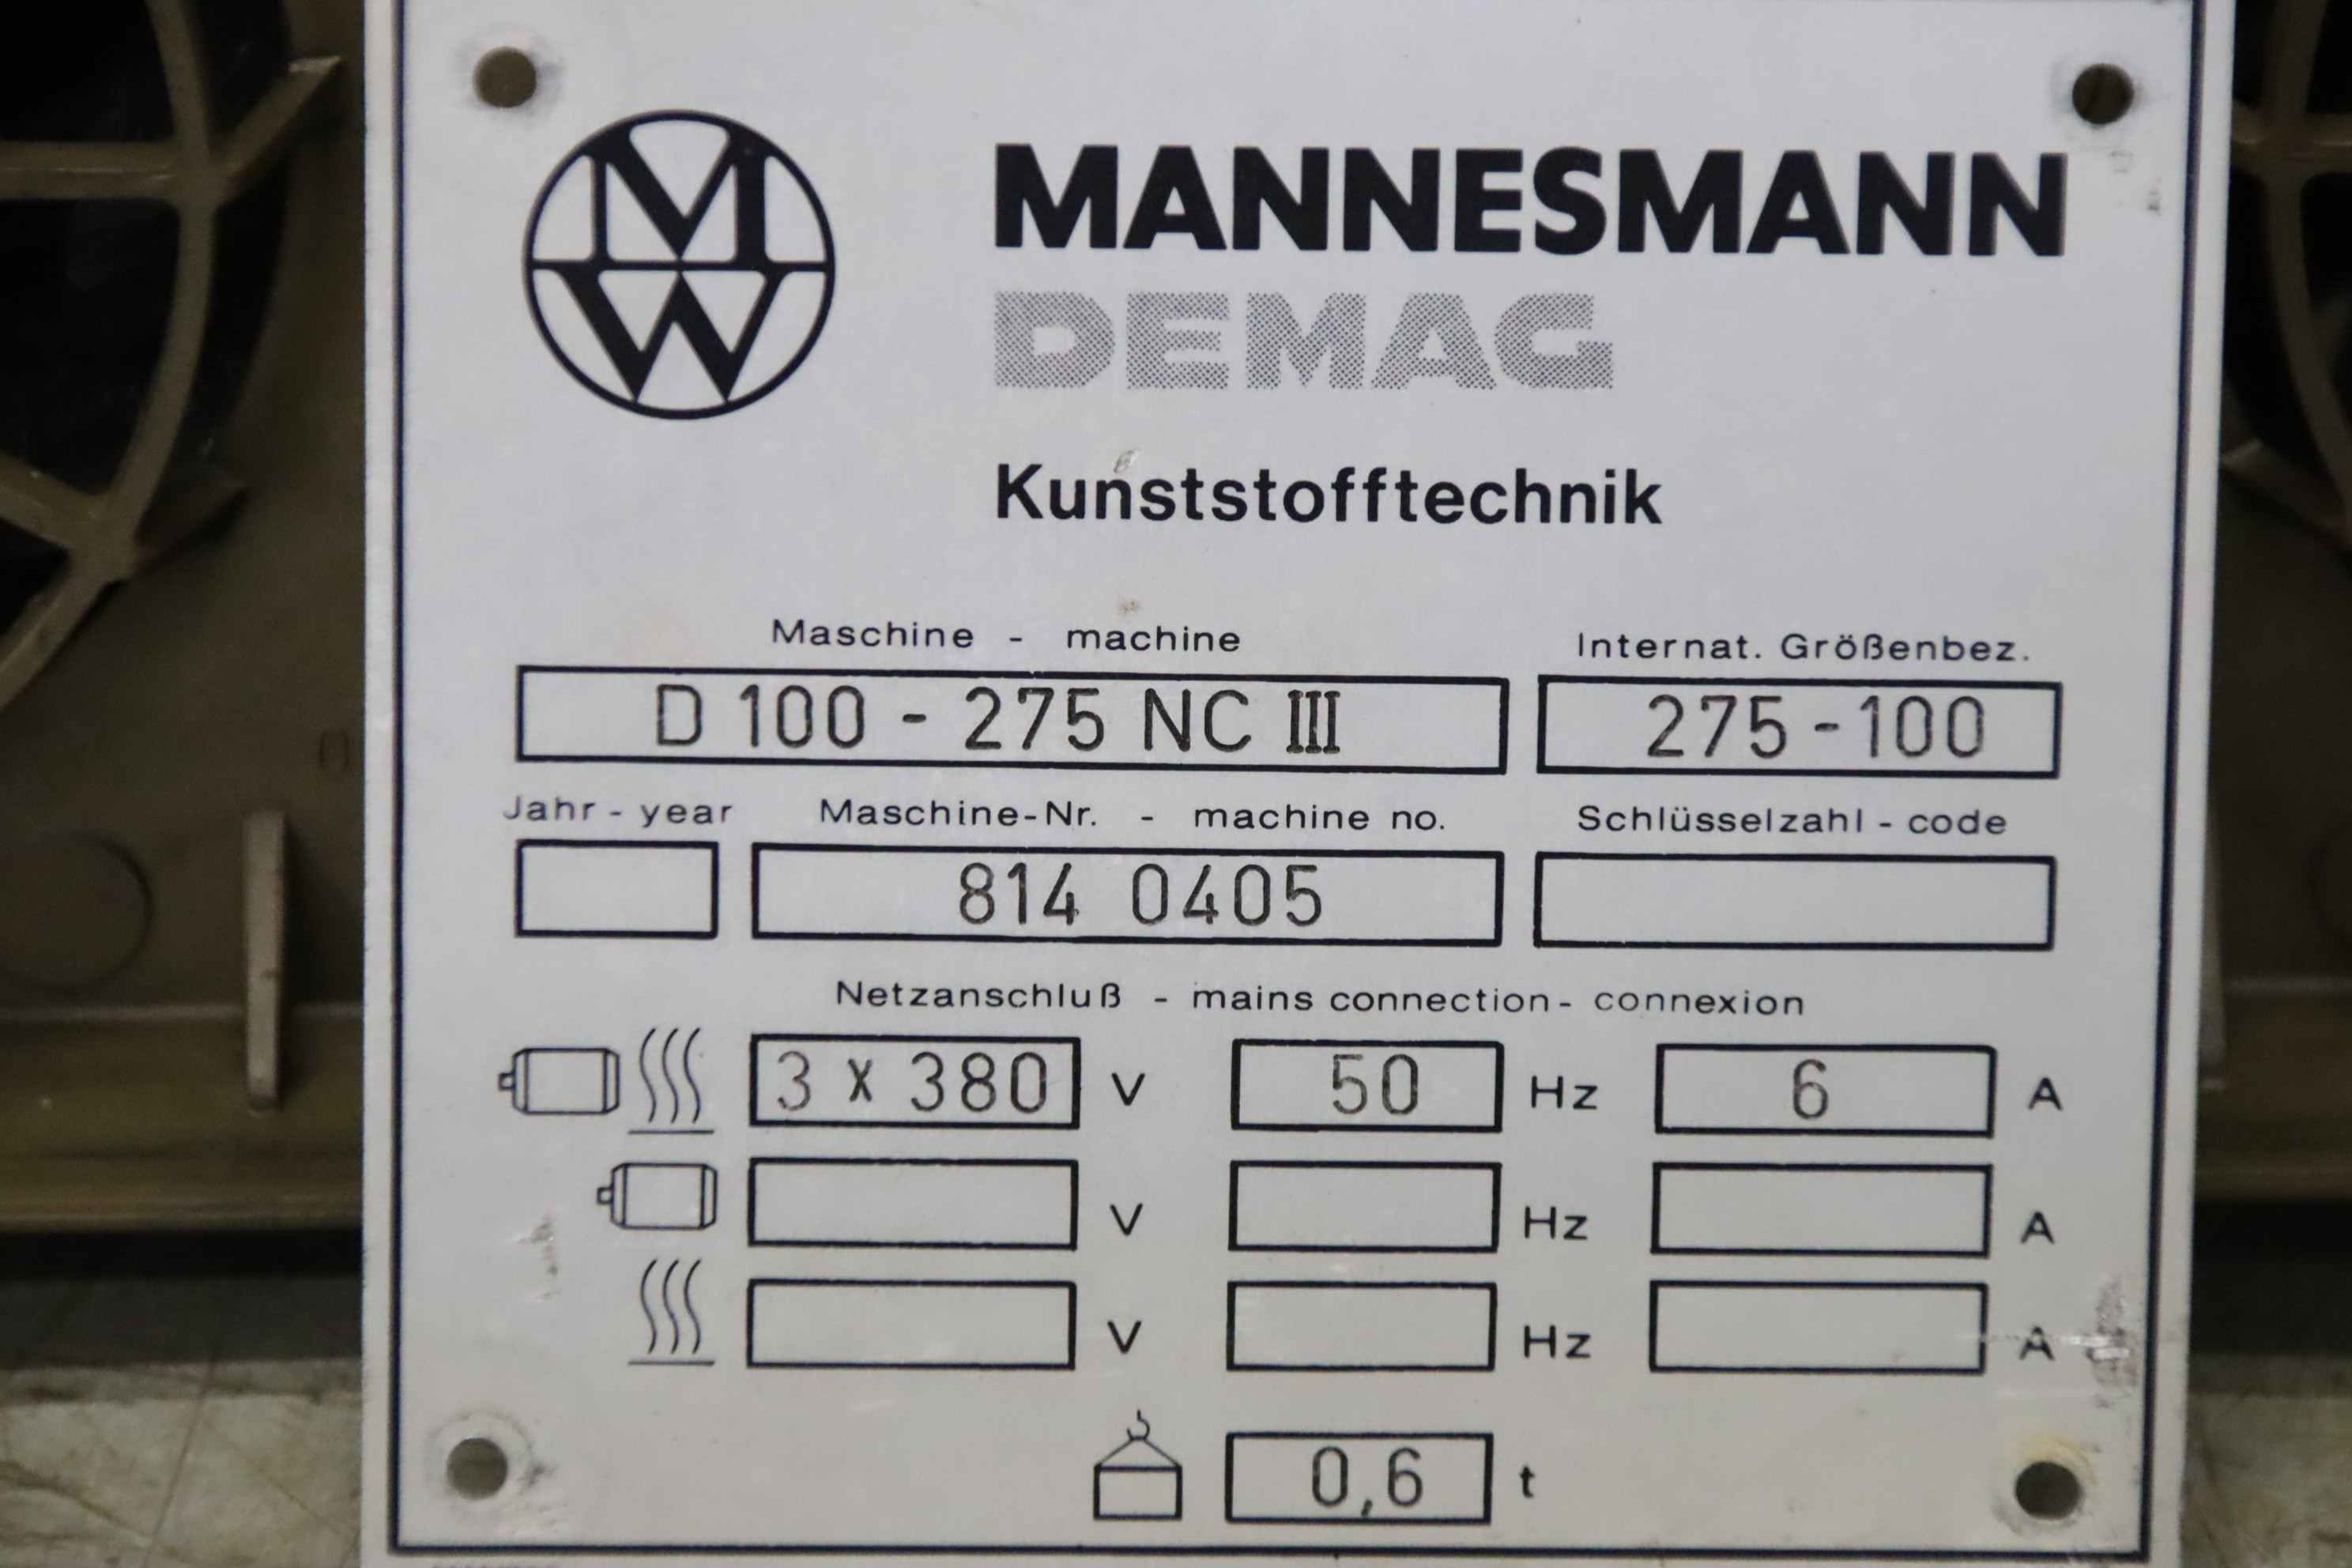 MW
MANNESMANN
DEMAG
Kunststofftechnik
Maschine - machine Internat. Größenbez.
D 100 - 275 NC III 275-100
Jahr - year Maschine-Nr. - machine no. Schlüsselzahl - code
814 0405
Netzanschluß - mains connection - connexion
3 x 380 V 50 Hz 6 A
V Hz A
V Hz A
0,6 t